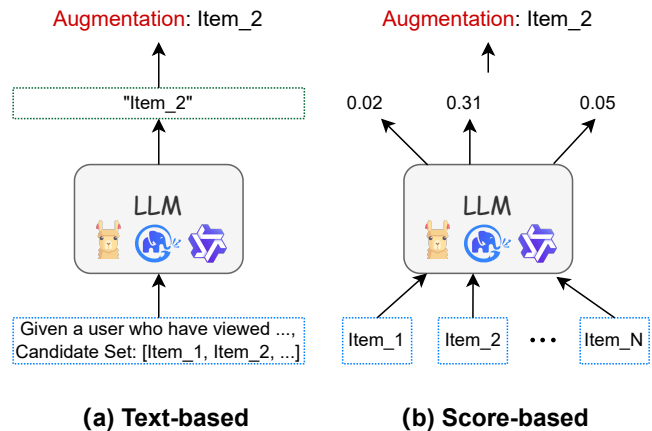 Augmentation: Item_2
"Item_2"
LLM
Given a user who have viewed ...,
Candidate Set: [Item_1, Item_2, ...]
(a) Text-based
Augmentation: Item_2
0.02 0.31 0.05
LLM
Item_1 Item_2 ••• Item_N
(b) Score-based